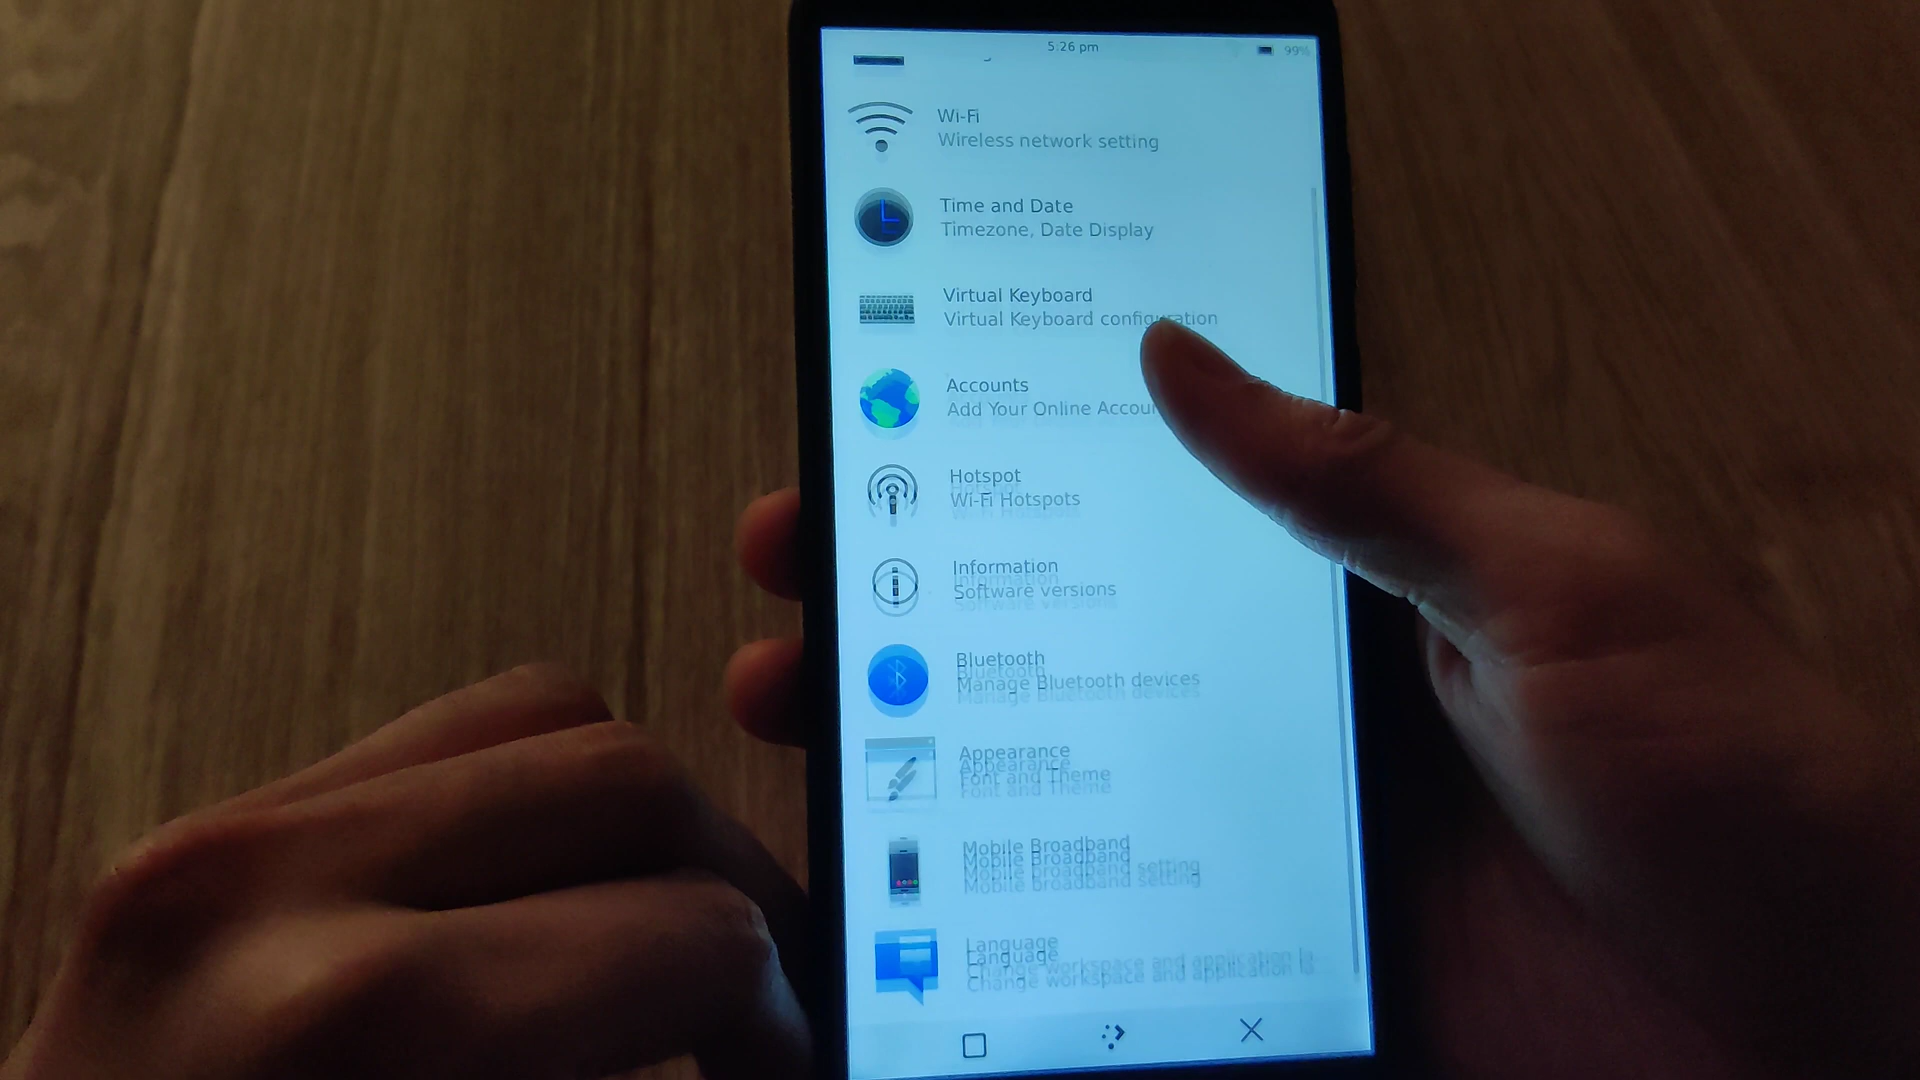 5:26 pm
99%
Wi-Fi
Wireless network setting
Time and Date
Timezone, Date Display
Virtual Keyboard
Virtual Keyboard configuration
Accounts
Add Your Online Accou
Hotspot
Wi-Fi Hotspots
Information
Software versions
Bluetooth
Manage Bluetooth devices
Appearance
Font and Theme
Mobile Broadband
Mobile broadband setting
Language
Change workspace and application la